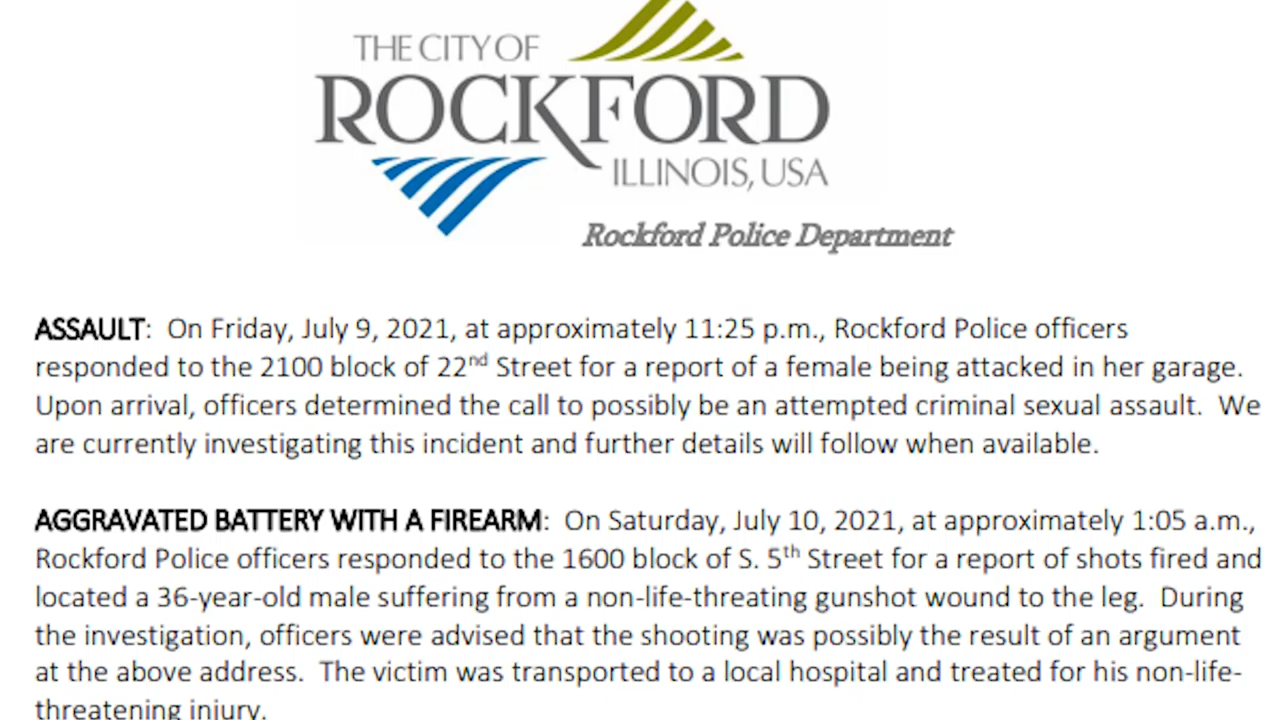 THE CITY OF
ROCKFORD
ILLINOIS, USA
Rockford Police Department
ASSAULT:  On Friday, July 9, 2021, at approximately 11:25 p.m., Rockford Police officers
responded to the 2100 block of 22nd Street for a report of a female being attacked in her garage.
Upon arrival, officers determined the call to possibly be an attempted criminal sexual assault.  We
are currently investigating this incident and further details will follow when available.
AGGRAVATED BATTERY WITH A FIREARM:  On Saturday, July 10, 2021, at approximately 1:05 a.m.,
Rockford Police officers responded to the 1600 block of S. 5th Street for a report of shots fired and
located a 36-year-old male suffering from a non-life-threating gunshot wound to the leg.  During
the investigation, officers were advised that the shooting was possibly the result of an argument
at the above address.  The victim was transported to a local hospital and treated for his non-life-
threatening injury.